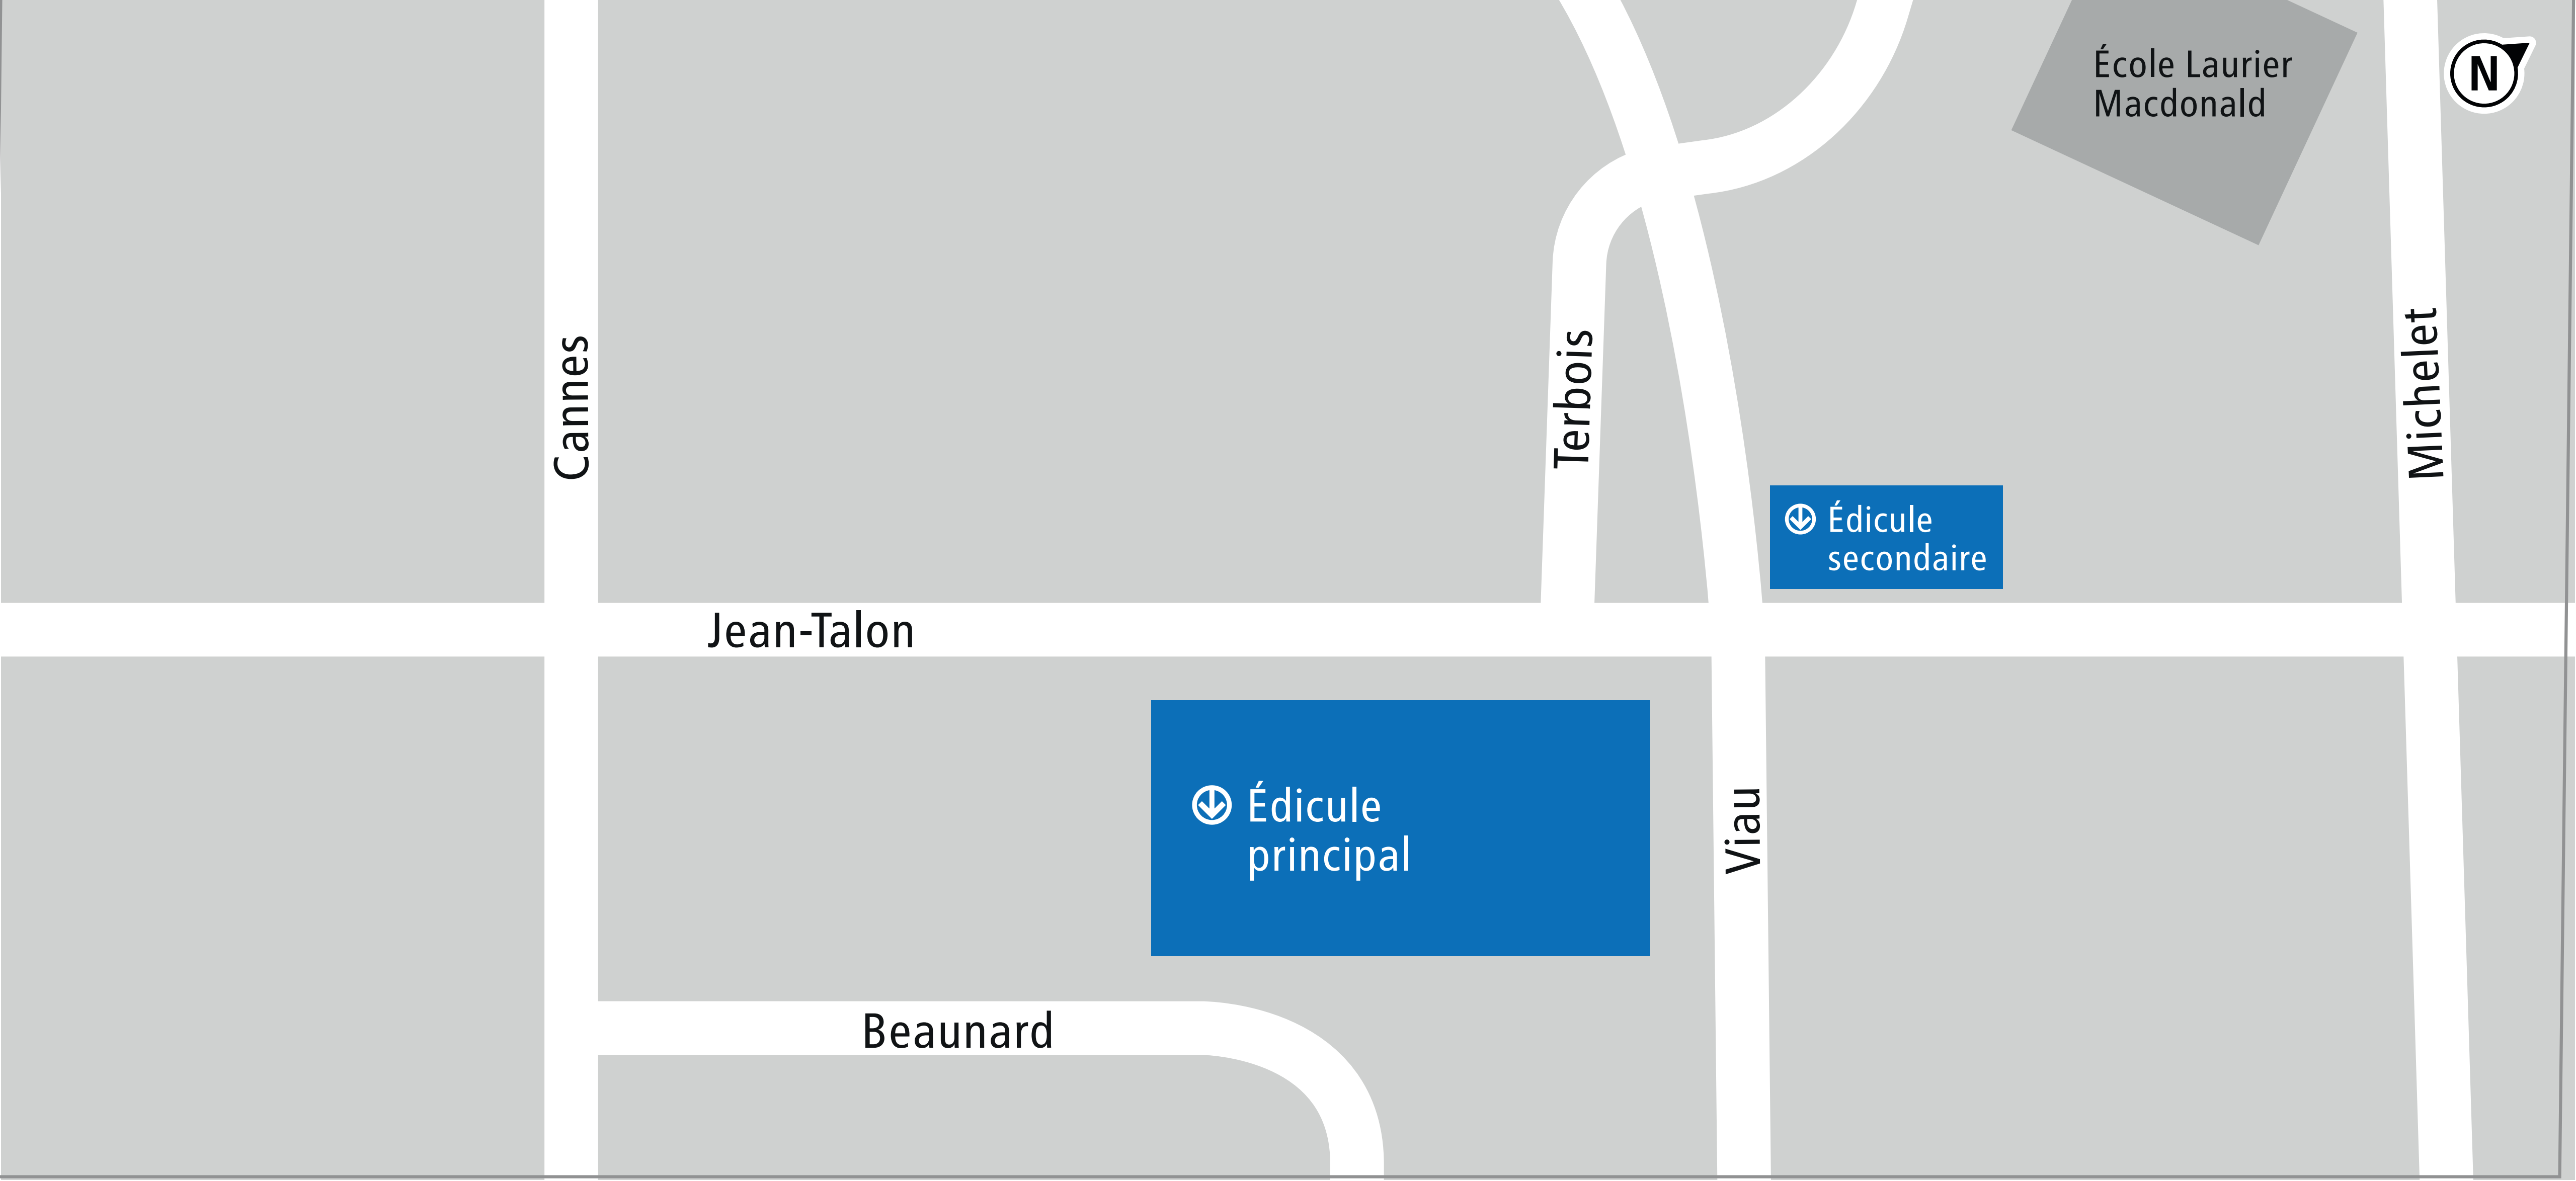 École Laurier
Macdonald
N
Cannes
Terbois
Michelet
Édicule
secondaire
Jean-Talon
Édicule
principal
Viau
Beaunard